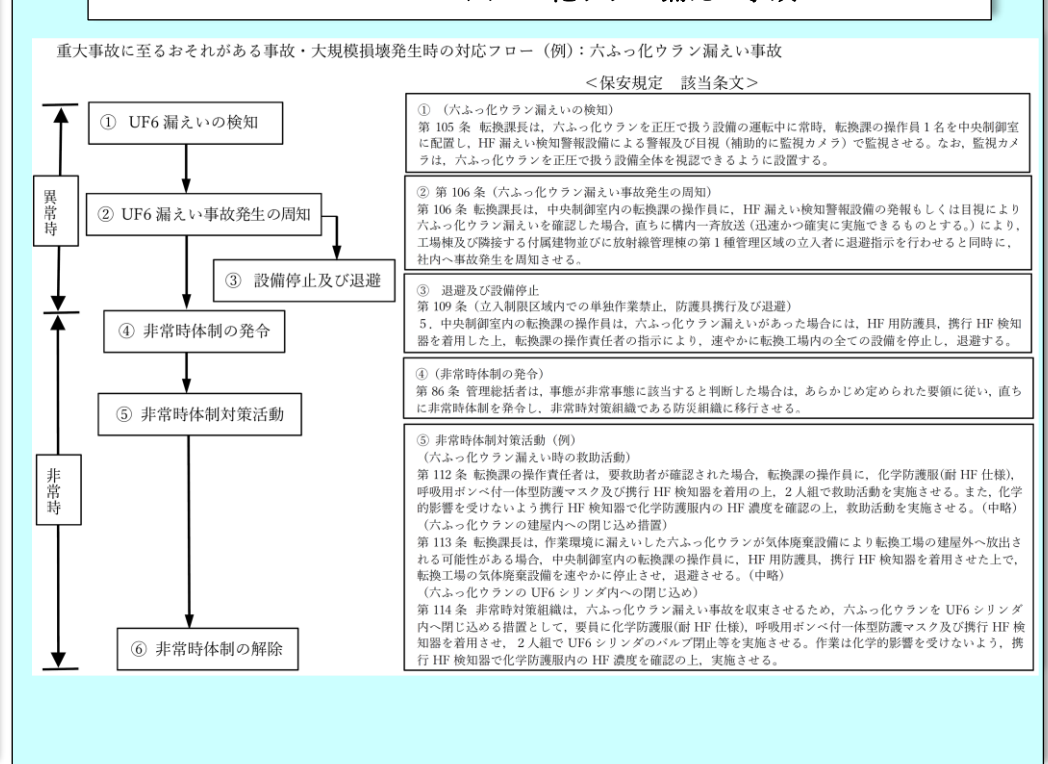 重大事故に至るおそれがある事故・大規模損壊発生時の対応フロー（例）：六ふっ化ウラン漏えい事故
＜保安規定　該当条文＞
異常時
非常時
① UF6 漏えいの検知
② UF6 漏えい事故発生の周知
③ 設備停止及び退避
④ 非常時体制の発令
⑤ 非常時体制対策活動
⑥ 非常時体制の解除
① （六ふっ化ウラン漏えいの検知）
第 105 条 転換課長は，六ふっ化ウランを正圧で扱う設備の運転中に常時，転換課の操作員１名を中央制御室
に配置し，HF 漏えい検知警報設備による警報及び目視（補助的に監視カメラ）で監視させる。なお，監視カメ
ラは，六ふっ化ウランを正圧で扱う設備全体を視認できるように設置する。
② 第 106 条（六ふっ化ウラン漏えい事故発生の周知）
第 106 条 転換課長は，中央制御室内の転換課の操作員に，HF 漏えい検知警報設備の発報もしくは目視により
六ふっ化ウラン漏えいを確認した場合，直ちに構内一斉放送（迅速かつ確実に実施できるものとする。）により，
工場棟及び隣接する付属建物並びに放射線管理棟の第１種管理区域の立入者に退避指示を行わせると同時に，
社内へ事故発生を周知させる。
③ 退避及び設備停止
第 109 条（立入制限区域内での単独作業禁止，防護具携行及び退避）
５．中央制御室内の転換課の操作員は，六ふっ化ウラン漏えいがあった場合には，HF 用防護具，携行 HF 検知
器を着用した上，転換課の操作責任者の指示により，速やかに転換工場内の全ての設備を停止し，退避する。
④（非常時体制の発令）
第 86 条 管理総括者は，事態が非常事態に該当すると判断した場合は，あらかじめ定められた要領に従い，直ち
に非常時体制を発令し，非常時対策組織である防災組織に移行させる。
⑤ 非常時体制対策活動（例）
（六ふっ化ウラン漏えい時の救助活動）
第 112 条 転換課の操作責任者は，要救助者が確認された場合，転換課の操作員に，化学防護服(耐 HF 仕様)，
呼吸用ボンベ付一体型防護マスク及び携行 HF 検知器を着用の上，２人組で救助活動を実施させる。また，化学
的影響を受けないよう携行 HF 検知器で化学防護服内の HF 濃度を確認の上，救助活動を実施させる。（中略）
（六ふっ化ウランの建屋内への閉じ込め措置）
第 113 条 転換課長は，作業環境に漏えいした六ふっ化ウランが気体廃棄設備により転換工場の建屋外へ放出さ
れる可能性がある場合，中央制御室内の転換課の操作員に，HF 用防護具，携行 HF 検知器を着用させた上で，
転換工場の気体廃棄設備を速やかに停止させ，退避させる。（中略）
（六ふっ化ウランの UF6 シリンダ内への閉じ込め）
第 114 条 非常時対策組織は，六ふっ化ウラン漏えい事故を収束させるため，六ふっ化ウランを UF6 シリンダ
内へ閉じ込める措置として，要員に化学防護服(耐 HF 仕様)，呼吸用ボンベ付一体型防護マスク及び携行 HF 検
知器を着用させ，２人組で UF6 シリンダのバルブ閉止等を実施させる。作業は化学的影響を受けないよう，携
行 HF 検知器で化学防護服内の HF 濃度を確認の上，実施させる。